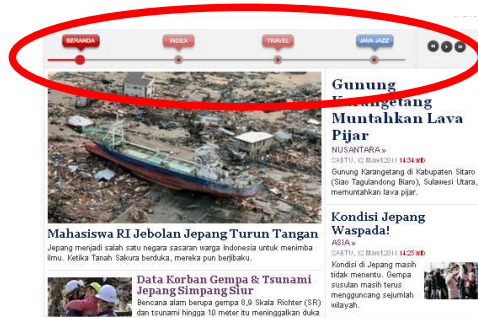 BERANDA
INDEX
TRAVEL
JAVA JAZZ
Gunung
Karangetang
Muntahkan Lava
Pijar
NUSANTARA »
SABTU, 12 Maret 2011 14:34 wib
Gunung Karangetang di Kabupaten Sitaro
(Siao Tagulandong Biaro), Sulawesi Utara,
memuntahkan lava pijar.
Mahasiswa RI Jebolan Jepang Turun Tangan
Jepang menjadi salah satu negara sasaran warga Indonesia untuk menimba
ilmu. Ketika Tanah Sakura berduka, mereka pun berjibaku.
Kondisi Jepang
Waspada!
ASIA »
SABTU, 12 Maret 2011 14:25 wib
Kondisi di Jepang masih
tidak menentu. Gempa
susulan masih terus
mengguncang sejumlah
wilayah.
Data Korban Gempa & Tsunami
Jepang Simpang Siur
Bencana alam berupa gempa 8,9 Skala Richter (SR)
dan tsunami hingga 10 meter itu meninggalkan duka